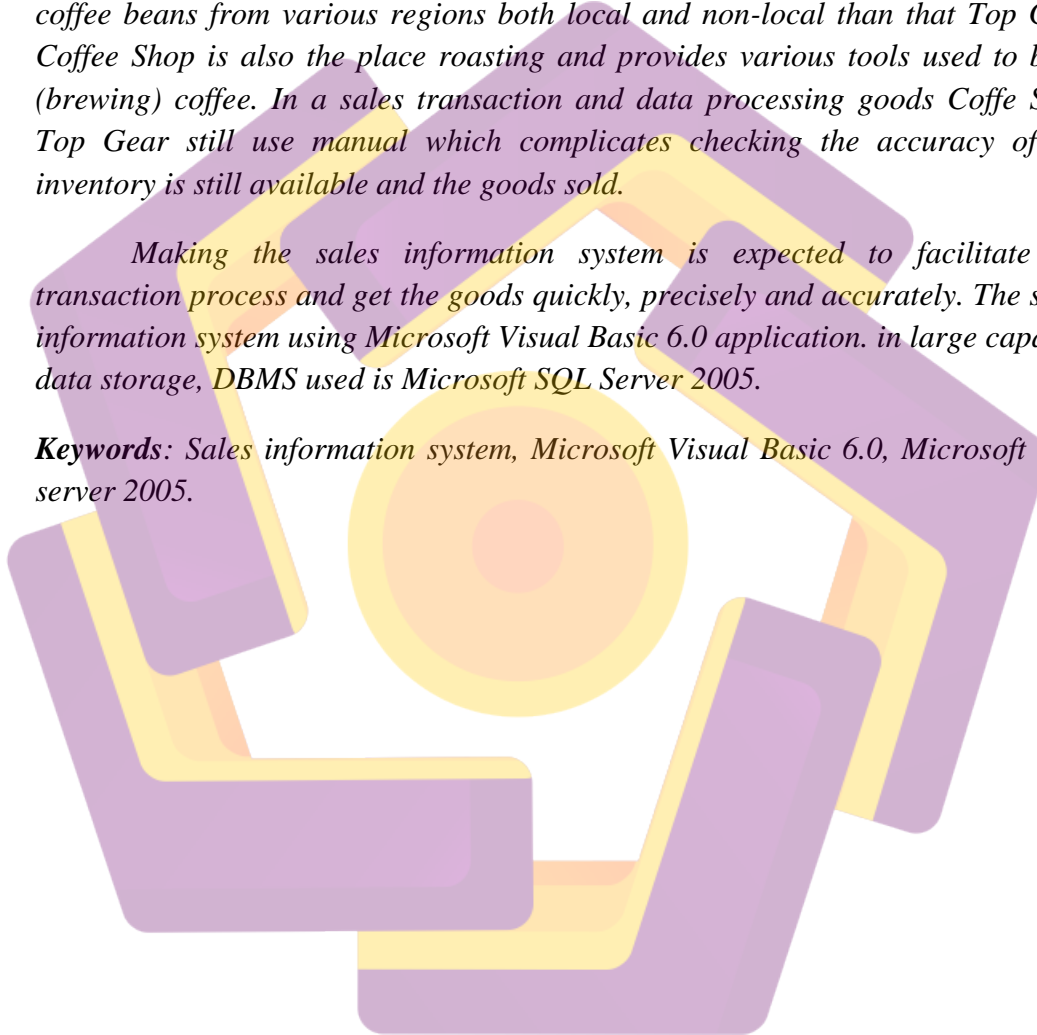 coffee beans from various regions both local and non-local than that Top
Coffee Shop is also the place roasting and provides various tools used to
(brewing) coffee. In a sales transaction and data processing goods Coffe
Top Gear still use manual which complicates checking the accuracy of
inventory is still available and the goods sold.
Making the sales information system is expected to facilitate
transaction process and get the goods quickly, precisely and accurately. The
information system using Microsoft Visual Basic 6.0 application. in large
data storage, DBMS used is Microsoft SQL Server 2005.
Keywords: Sales information system, Microsoft Visual Basic 6.0, Microsoft
server 2005.